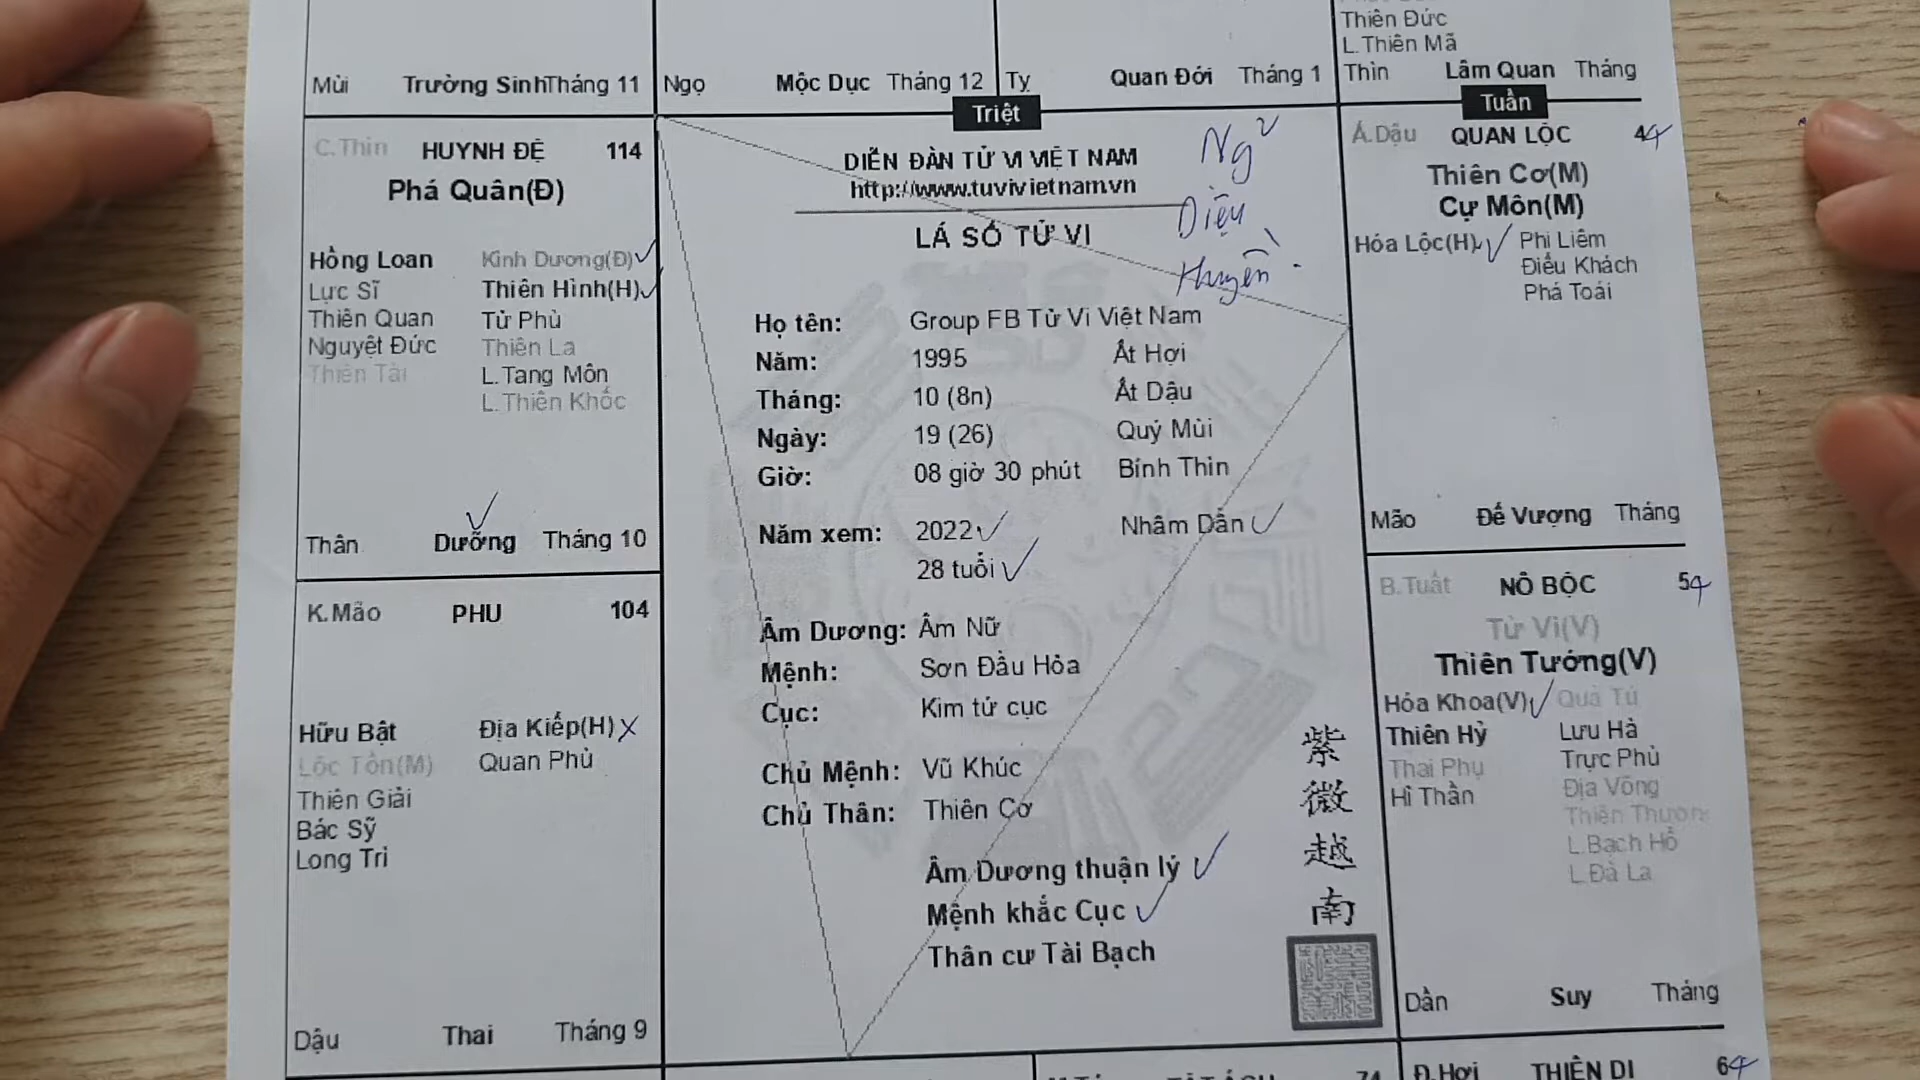 Thiên Đức
L.Thiên Mã
Mùi Trường Sinh Tháng 11
Ngọ Mộc Dục Tháng 12
Tỵ Quan Đới Tháng 1
Thìn Lâm Quan Tháng
Triệt
Tuần
C.Thìn HUYNH ĐỆ 114
Phá Quân(Đ)
Hồng Loan Kình Dương(Đ)
Lực Sĩ Thiên Hình(H)
Thiên Quan Tử Phù
Nguyệt Đức Thiên La
Thiên Tài L.Tang Môn
L.Thiên Khốc
Thân Dưỡng Tháng 10
K.Mão PHU 104
Hữu Bật Địa Kiếp(H)
Lộc Tồn(M) Quan Phù
Thiên Giải
Bác Sỹ
Long Trì
Dậu Thai Tháng 9
DIỄN ĐÀN TỬ VI VIỆT NAM
http://www.tuvivietnam.vn
LÁ SỐ TỬ VI
Diệu
Huyền
Họ tên: Group FB Tử Vi Việt Nam
Năm: 1995 Ất Hợi
Tháng: 10 (8n) Ất Dậu
Ngày: 19 (26) Quý Mùi
Giờ: 08 giờ 30 phút Bính Thìn
Năm xem: 2022 Nhâm Dần
28 tuổi
Âm Dương: Âm Nữ
Mệnh: Sơn Đầu Hỏa
Cục: Kim tứ cục
Chủ Mệnh: Vũ Khúc
Chủ Thân: Thiên Cơ
Âm Dương thuận lý
Mệnh khắc Cục
Thân cư Tài Bạch
紫微越南
Á.Dậu QUAN LỘC 44
Thiên Cơ(M)
Cự Môn(M)
Hóa Lộc(H) Phi Liêm
Điếu Khách
Phá Toái
Mão Đế Vượng Tháng
B.Tuất NÔ BỘC 54
Tử Vi(V)
Thiên Tướng(V)
Hóa Khoa(V) Quả Tú
Thiên Hỷ Lưu Hà
Thai Phụ Trực Phù
Hỉ Thần Địa Võng
L.Bạch Hổ
L.Đà La
Dần Suy Tháng
74
Đ.Hợi THIÊN DI 64